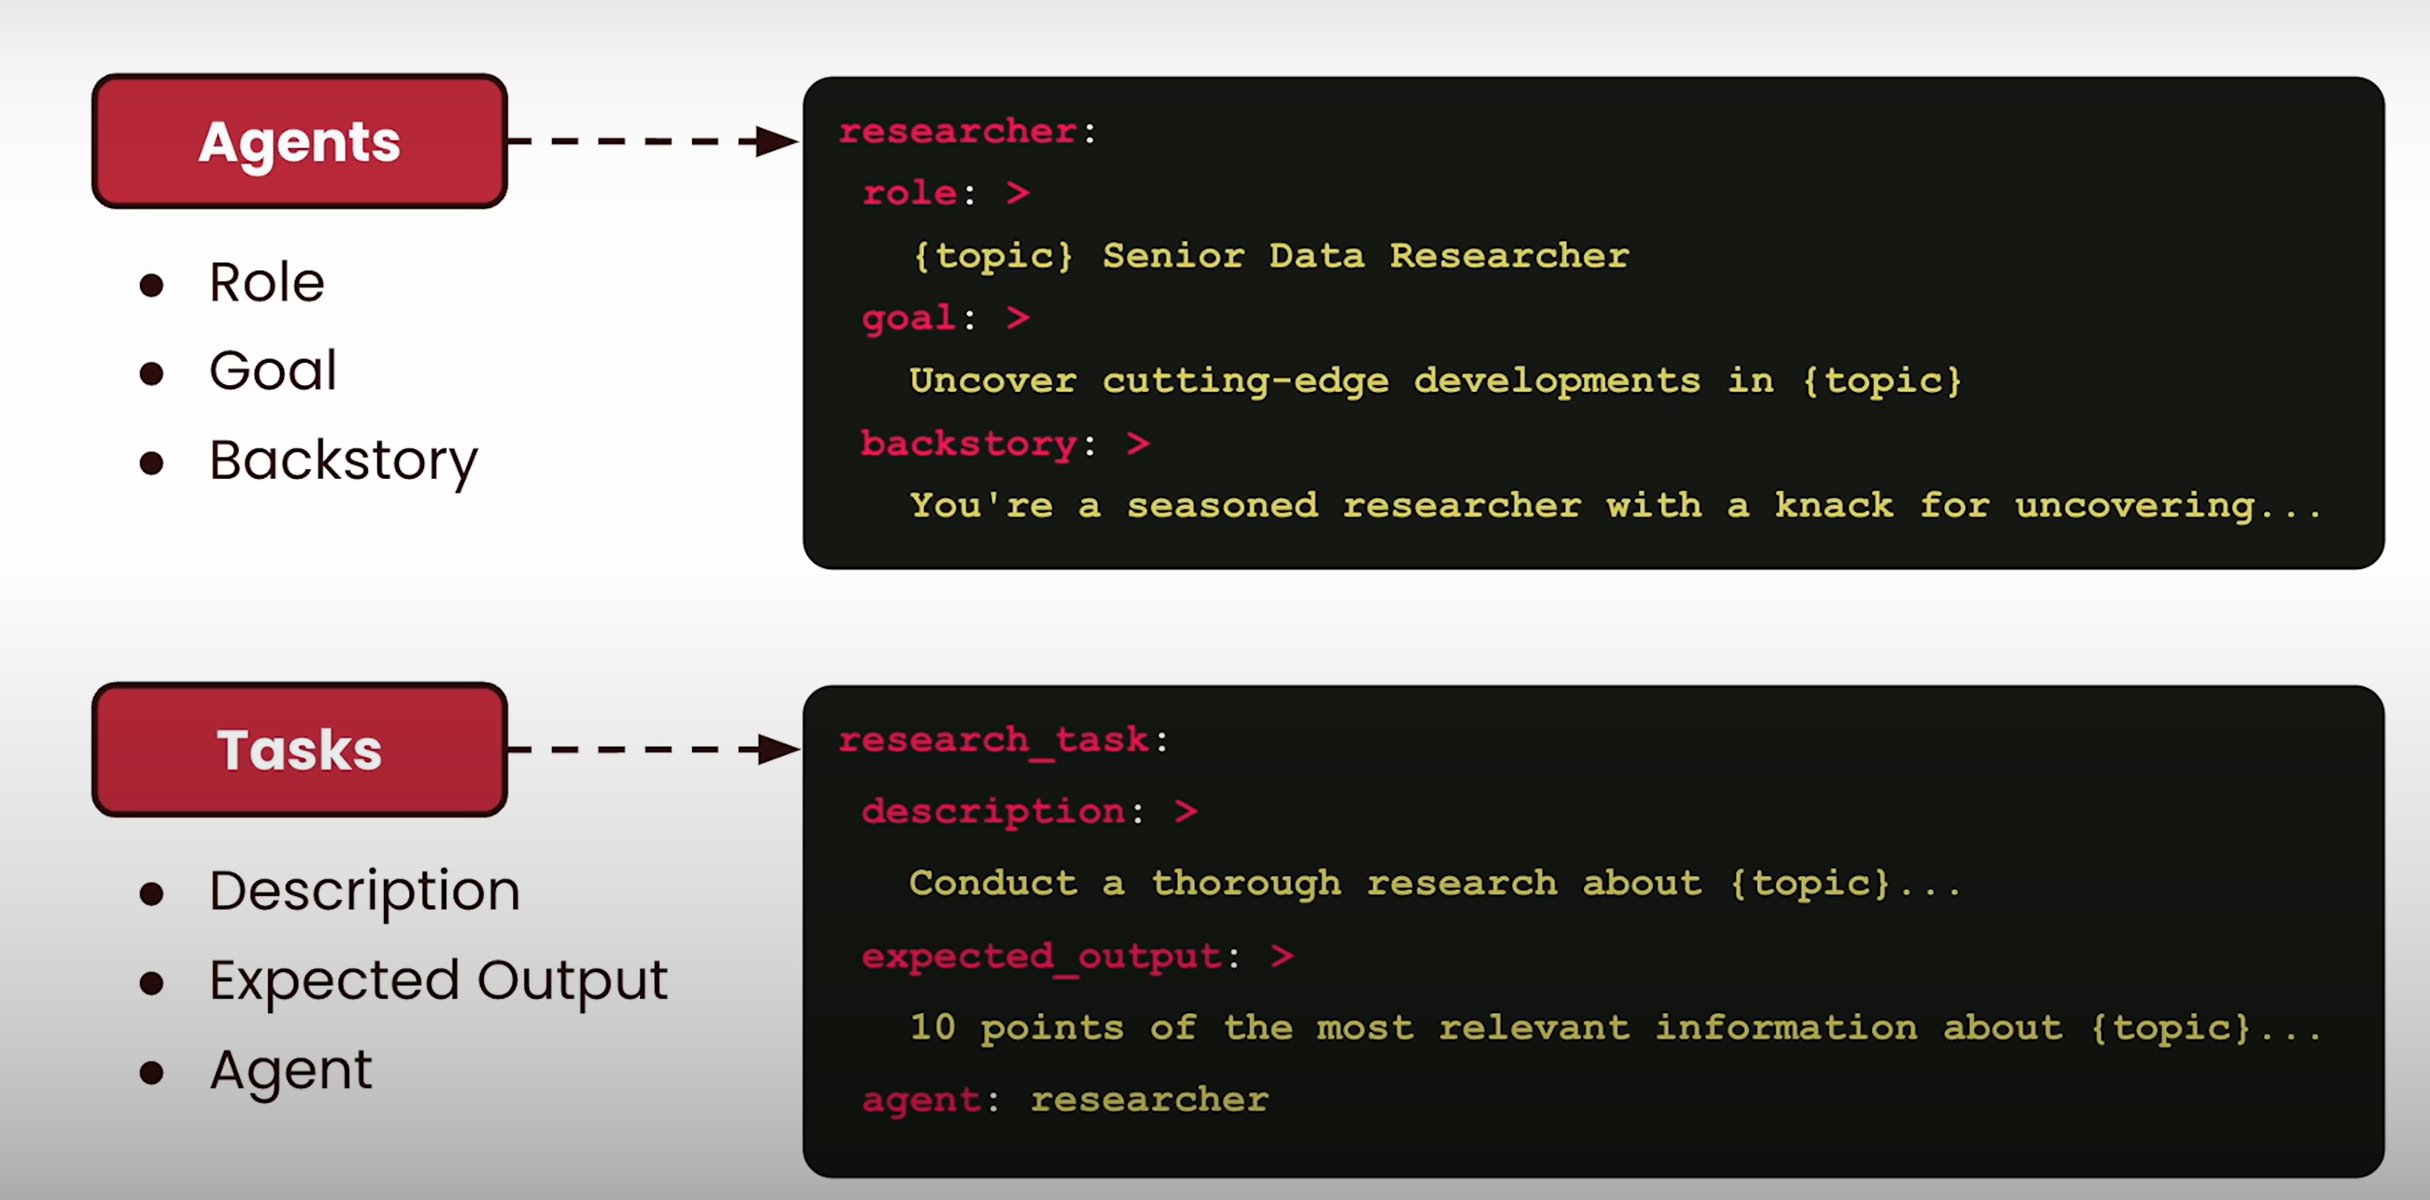 Agents
Role
Goal
Backstory
researcher:
role: >
{topic} Senior Data Researcher
goal: >
Uncover cutting-edge developments in {topic}
backstory: >
You're a seasoned researcher with a knack for uncovering...
Tasks
Description
Expected Output
Agent
research_task:
description: >
Conduct a thorough research about {topic}...
expected_output: >
10 points of the most relevant information about {topic}...
agent: researcher